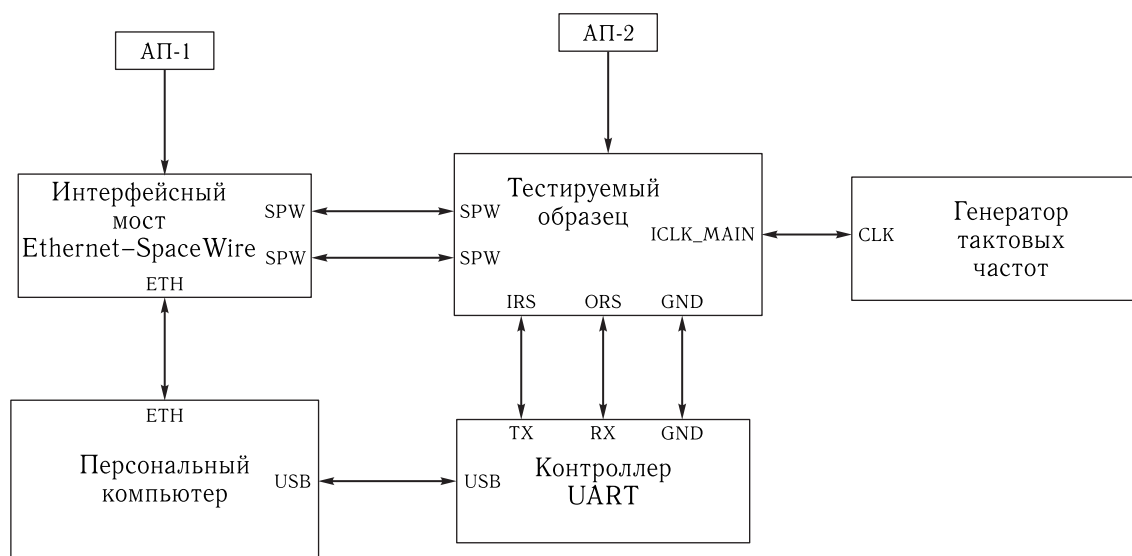 АП-1
АП-2
Интерфейсный
мост
Ethernet–SpaceWire
SPW
SPW
ETH
Тестируемый
образец
SPW
SPW
ICLK_MAIN
IRS ORS GND
CLK
Генератор
тактовых
частот
ETH
Персональный
компьютер
USB
TX RX GND
USB
Контроллер
UART